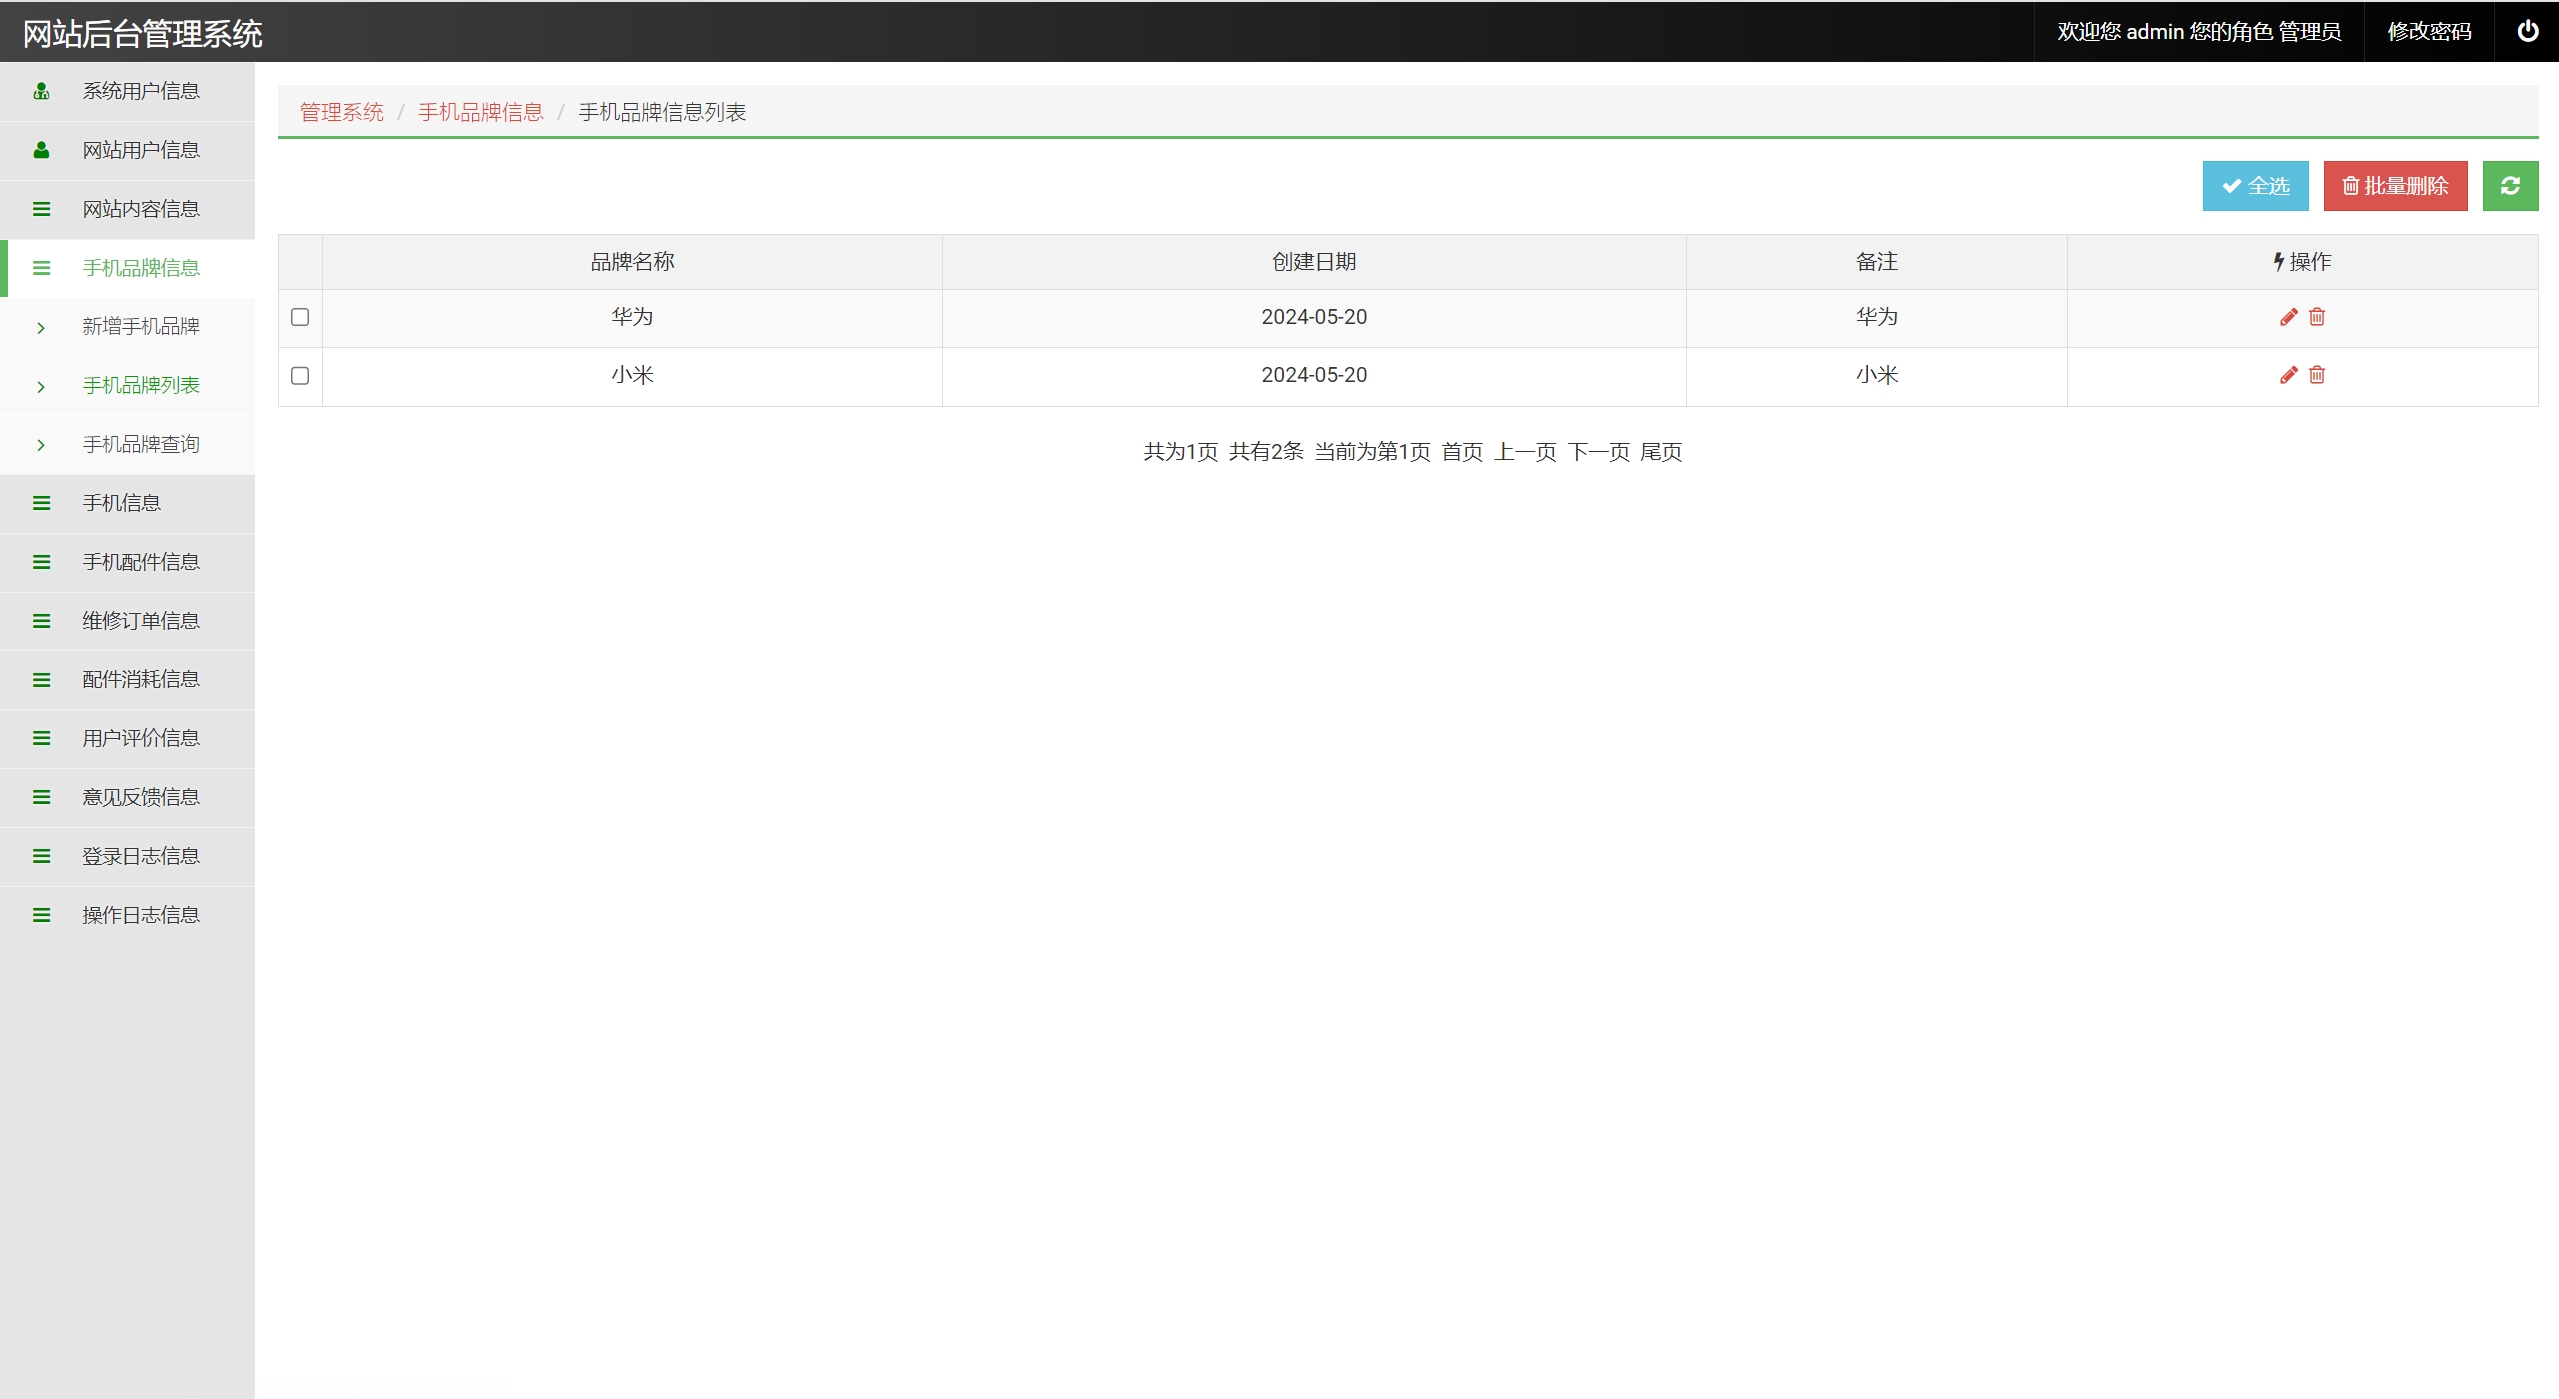 网站后台管理系统
欢迎您 admin 您的角色 管理员
修改密码
系统用户信息
网站用户信息
网站内容信息
手机品牌信息
新增手机品牌
手机品牌列表
手机品牌查询
手机信息
手机配件信息
维修订单信息
配件消耗信息
用户评价信息
意见反馈信息
登录日志信息
操作日志信息
管理系统 / 手机品牌信息 / 手机品牌信息列表
全选 批量删除
品牌名称 创建日期 备注 操作
华为 2024-05-20 华为
小米 2024-05-20 小米
共为1页 共有2条 当前为第1页 首页 上一页 下一页 尾页